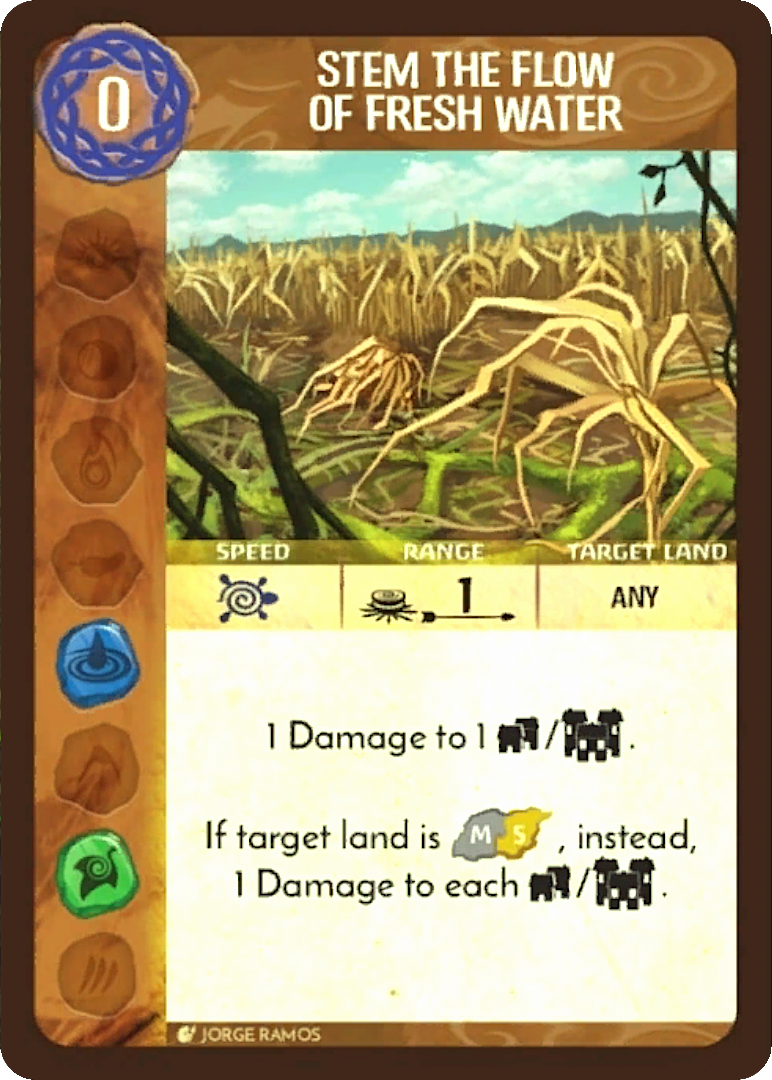 0
STEM THE FLOW
OF FRESH WATER
SPEED RANGE TARGET LAND
1 ANY
1 Damage to 1 / .
If target land is M S , instead,
1 Damage to each / .
JORGE RAMOS